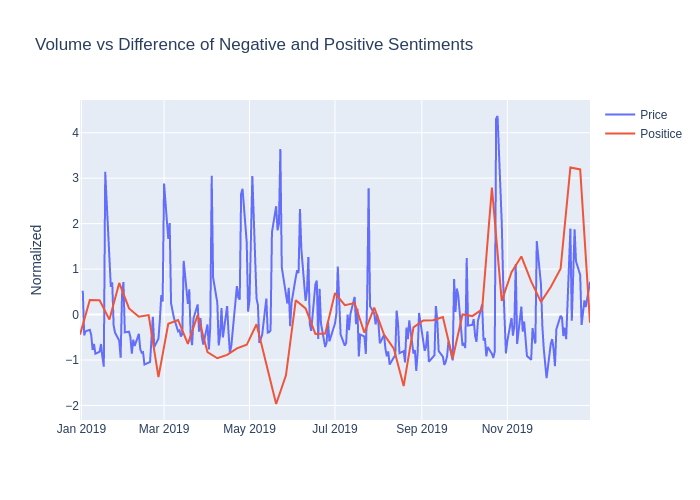 Volume vs Difference of Negative and Positive Sentiments
Price
Positice
Normalized
4
3
2
1
0
−1
−2
Jan 2019
Mar 2019
May 2019
Jul 2019
Sep 2019
Nov 2019